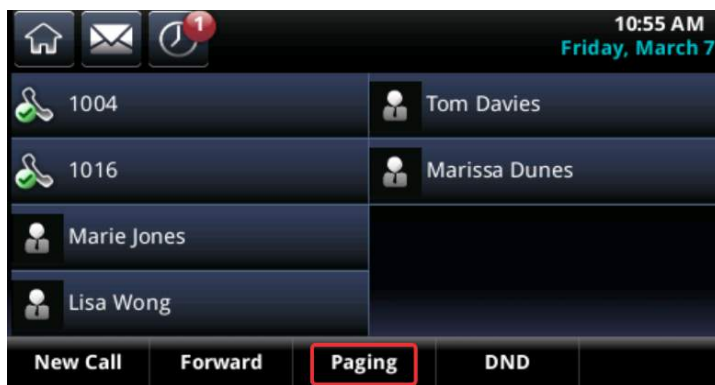 1
10:55 AM
Friday, March 7
1004
Tom Davies
1016
Marissa Dunes
Marie Jones
Lisa Wong
New Call Forward Paging DND